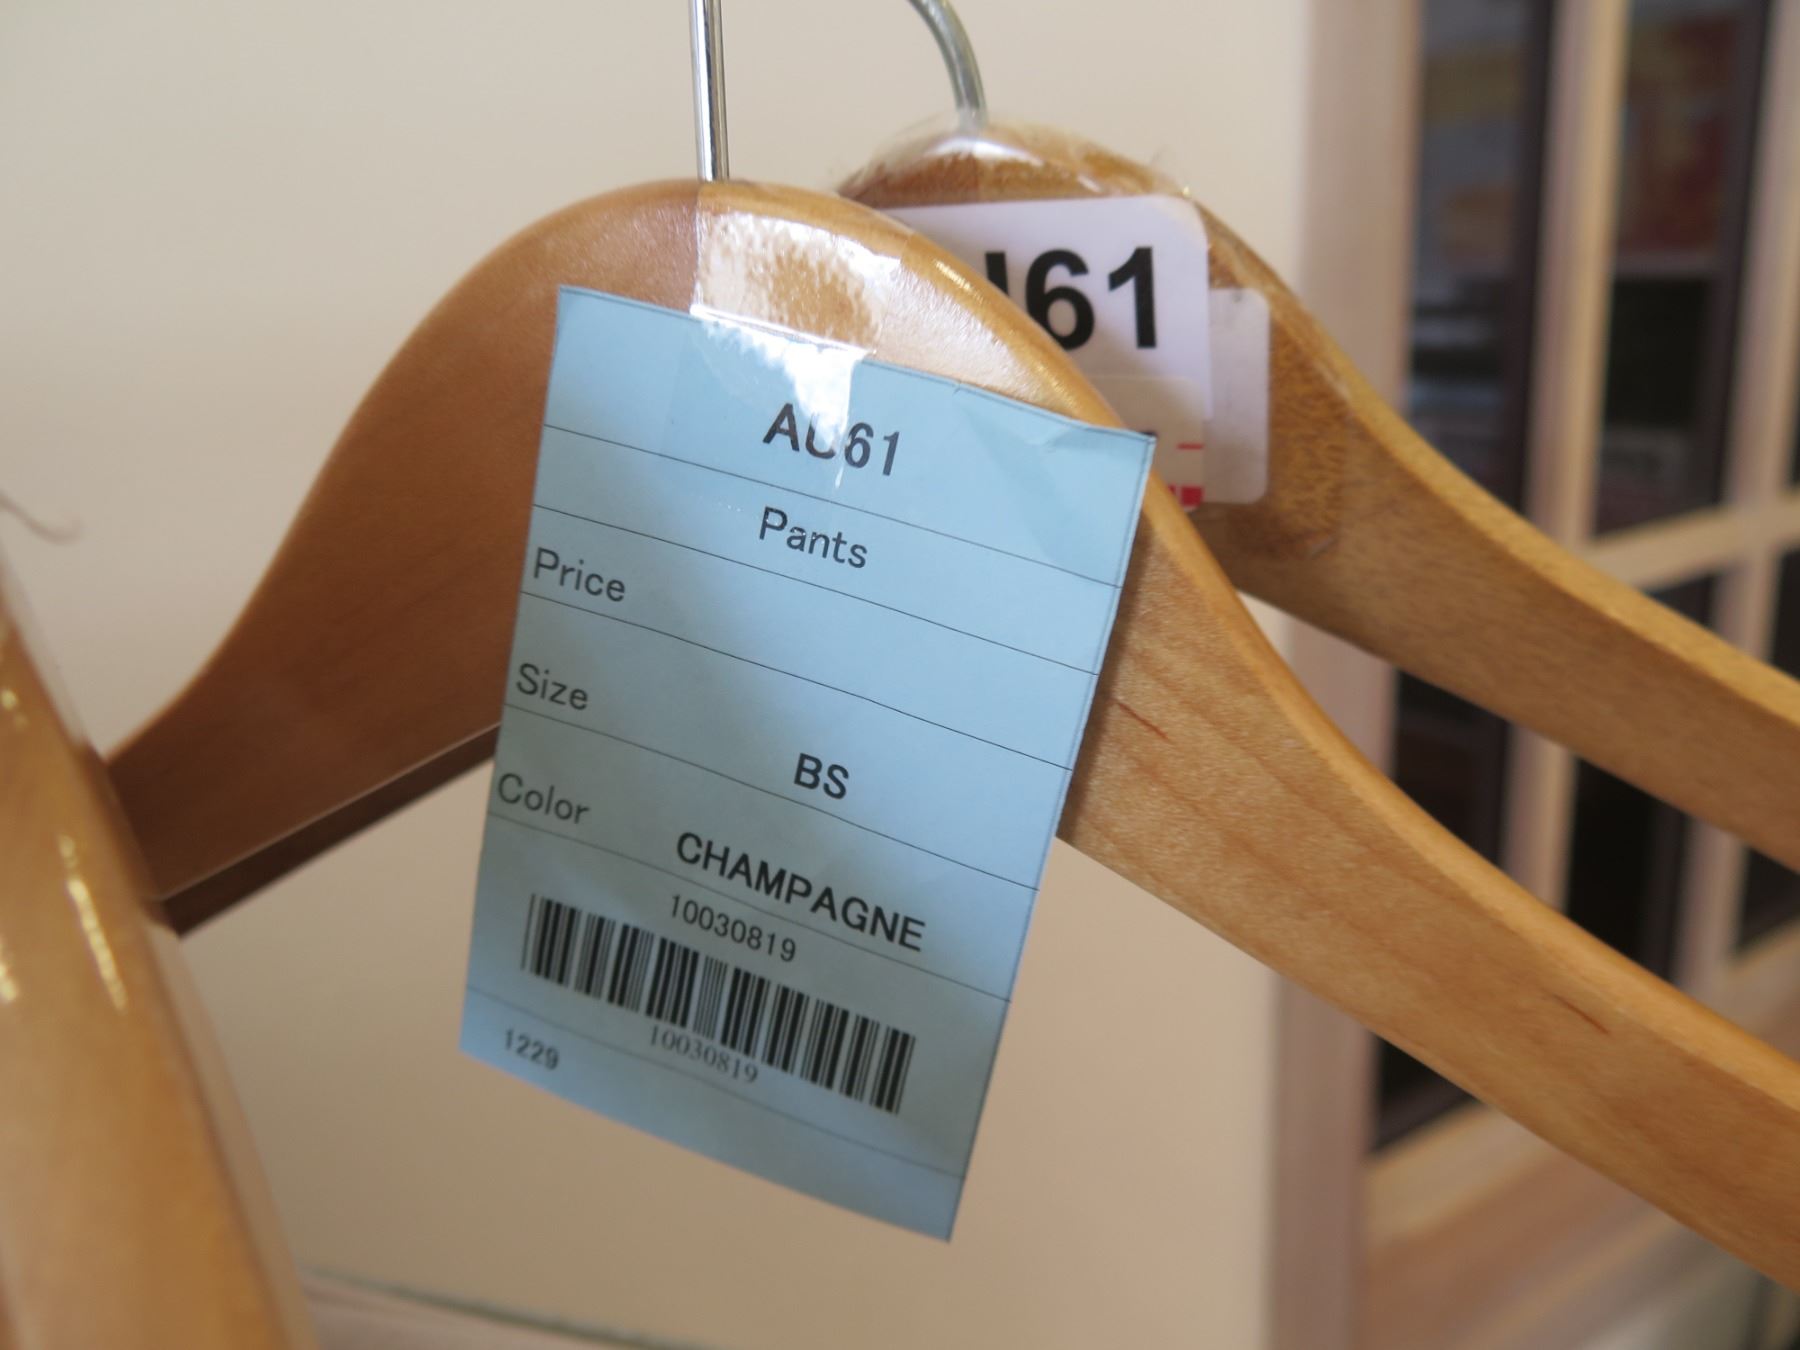 AU61
Pants
Price
Size
BS
Color
CHAMPAGNE
10030819
10030819
1229
61